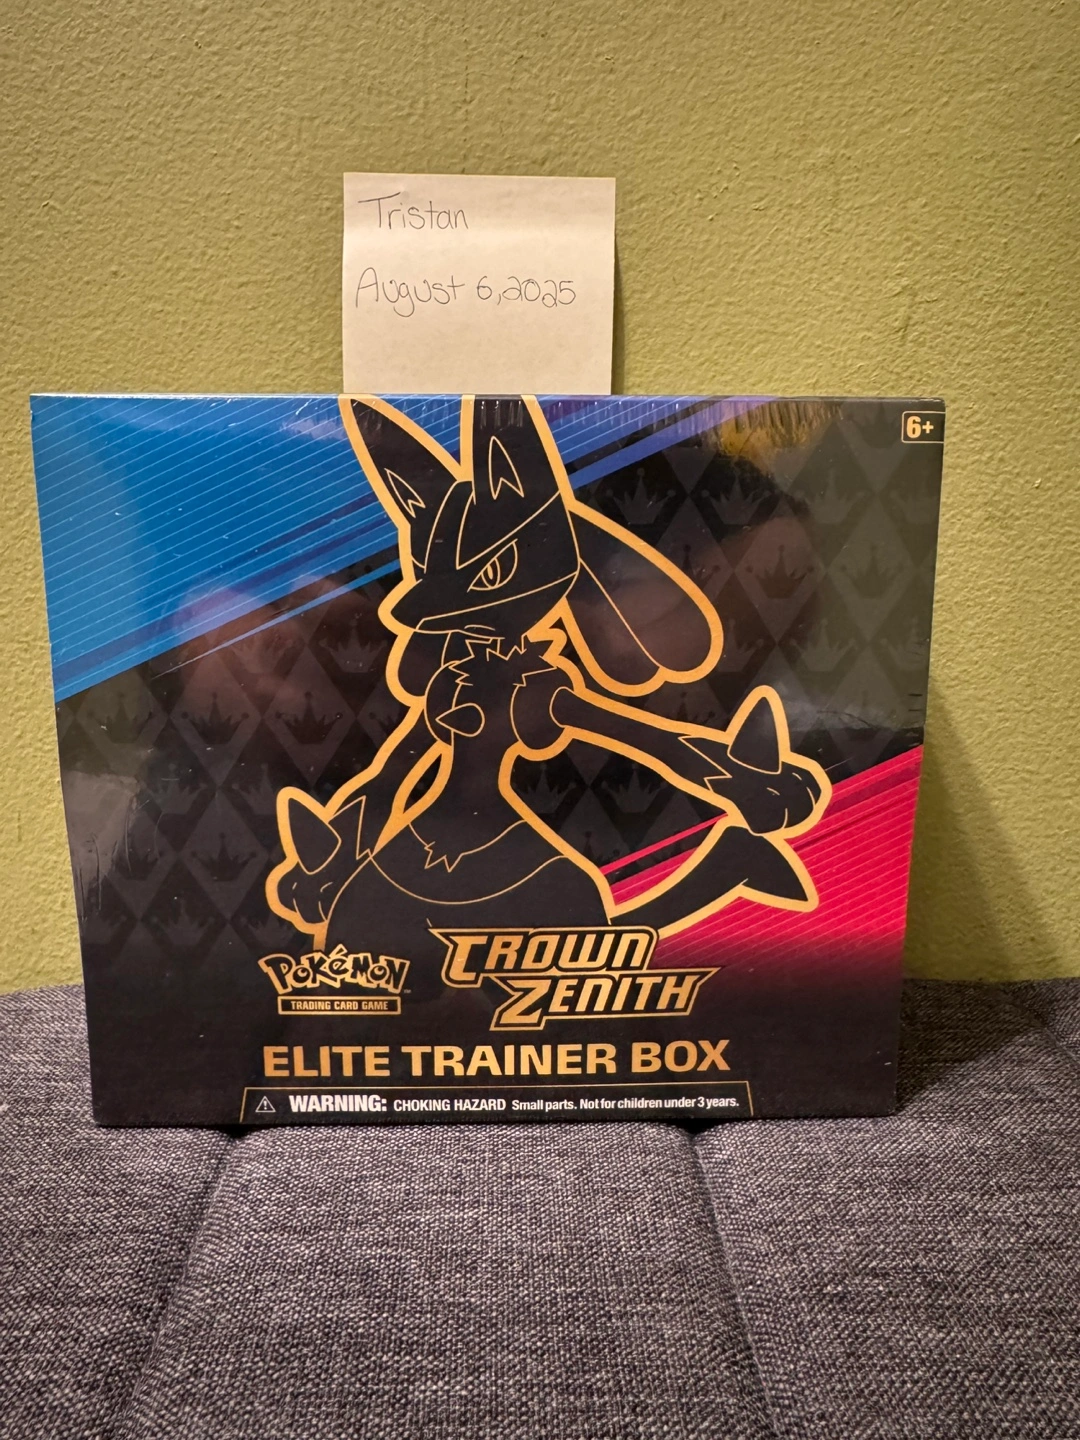 Tristan
August 6, 2025
6+
POKéMON
TRADING CARD GAME
CROWN
ZENITH
ELITE TRAINER BOX
WARNING: CHOKING HAZARD Small parts. Not for children under 3 years.